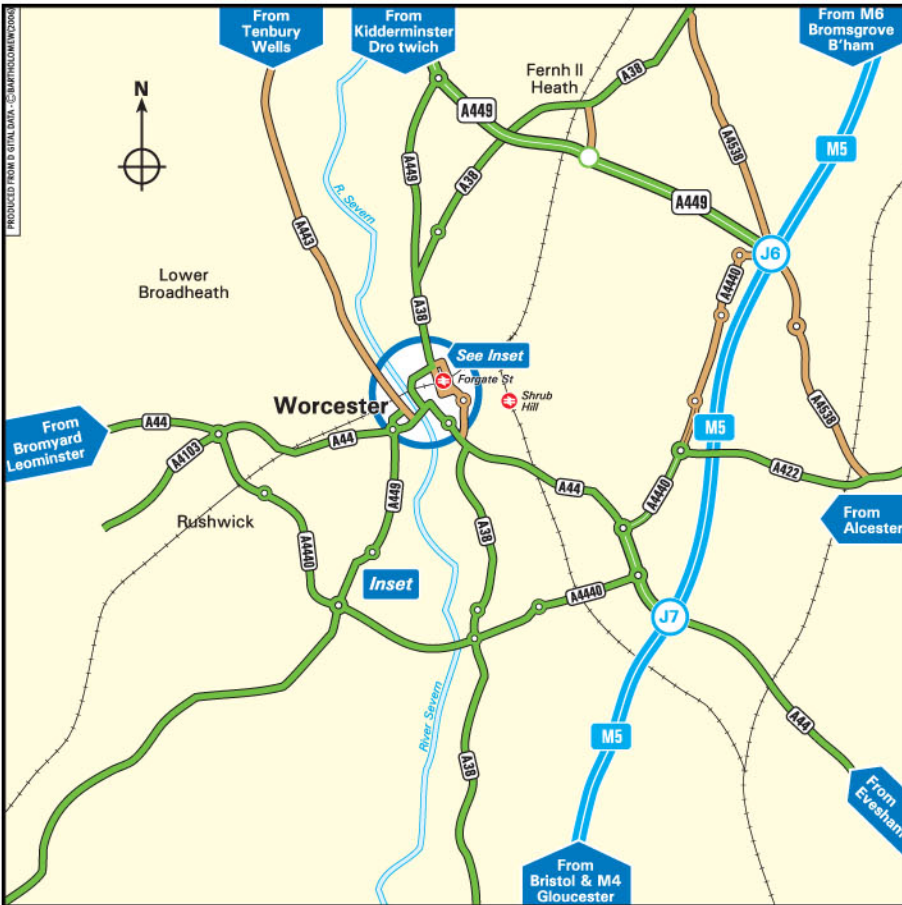 From
Tenbury
Wells
From
Kidderminster
Dro twich
From M6
Bromsgrove
B'ham
PRODUCED FROM D GITAL DATA - ©BARTHOLOMEW(2006)
N
Fernh ll
Heath
A38
A449
A4538
M5
A449
A38
R. Severn
A449
A443
J6
Lower
Broadheath
A4440
A38
See Inset
Forgate St
Shrub
Hill
Worcester
A4538
From
Bromyard
Leominster
A44
A44
M5
A4103
A422
A44
A4440
A449
Rushwick
From
Alcester
A38
A4440
Inset
A4440
J7
River Severn
A44
M5
A38
From
Evesham
From
Bristol & M4
Gloucester